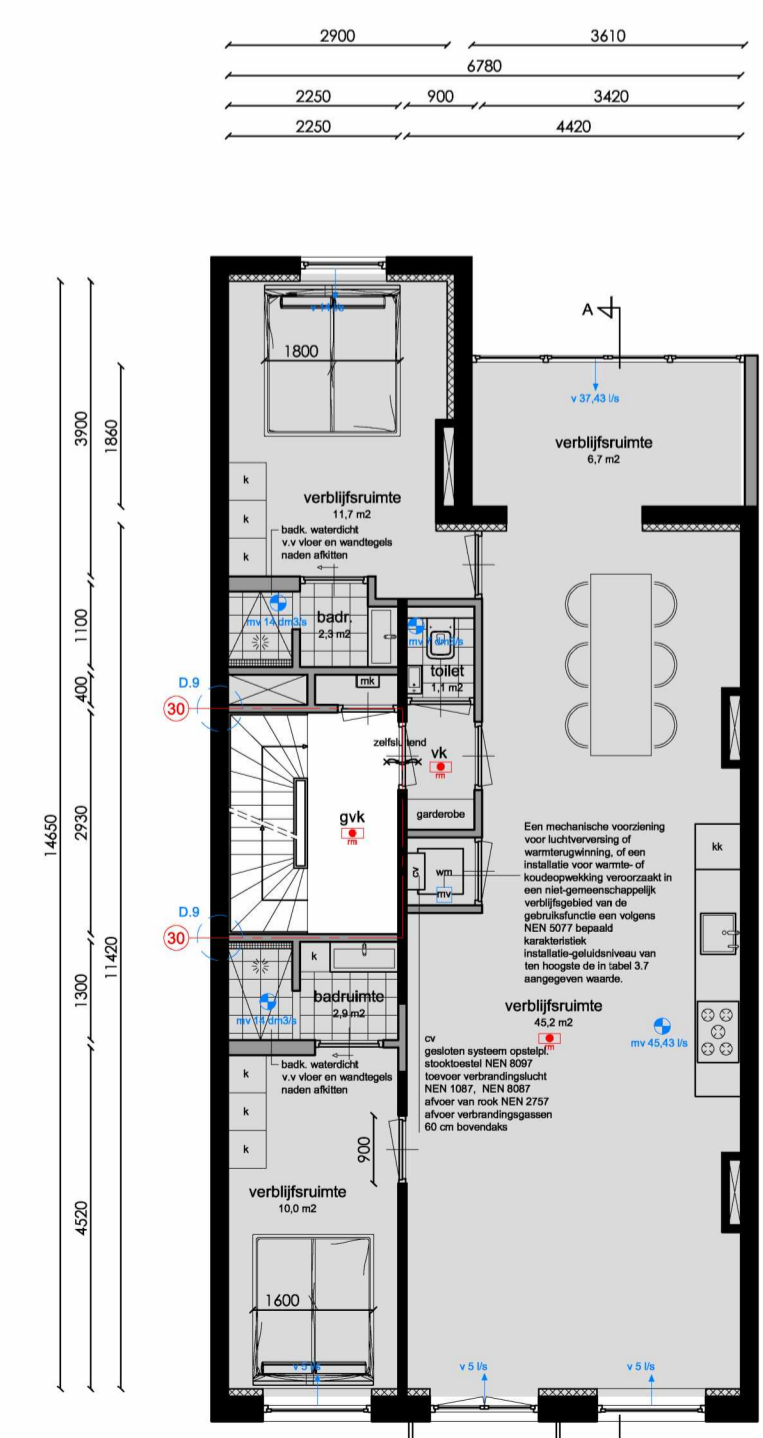 2900
3610
6780
2250
900
3420
2250
4420
A
v 14 l/s
1800
v 37,43 l/s
verblijfsruimte
6,7 m2
3900
1860
k
k
k
verblijfsruimte
11,7 m2
badk. waterdicht
v.v vloer en wandtegels
naden afkitten
1100
mv 14 dm3/s
badr.
2,3 m2
mv 7 dm3/s
toilet
1,1 m2
400
mk
D.9
30
zelfsluitend
vk
rm
gvk
rm
garderobe
14650
2930
11420
cv
wm
mv
Een mechanische voorziening
voor luchtverversing of
warmterugwinning, of een
installatie voor warmte- of
koudeopwekking veroorzaakt in
een niet-gemeenschappelijk
verblijfsgebied van de
gebruiksfunctie een volgens
NEN 5077 bepaald
karakteristiek
installatie-geluidsniveau van
ten hoogste de in tabel 3.7
aangegeven waarde.
kk
D.9
30
1300
k
badruimte
2,9 m2
mv 14 dm3/s
verblijfsruimte
45,2 m2
rm
mv 45,43 l/s
cv
gesloten systeem opstelpl.
stooktoestel NEN 8097
toevoer verbrandingslucht
NEN 1087, NEN 8087
afvoer van rook NEN 2757
afvoer verbrandingsgassen
60 cm bovendaks
badk. waterdicht
v.v vloer en wandtegels
naden afkitten
k
k
k
900
verblijfsruimte
10,0 m2
4520
1600
v 5 l/s
v 5 l/s
v 5 l/s